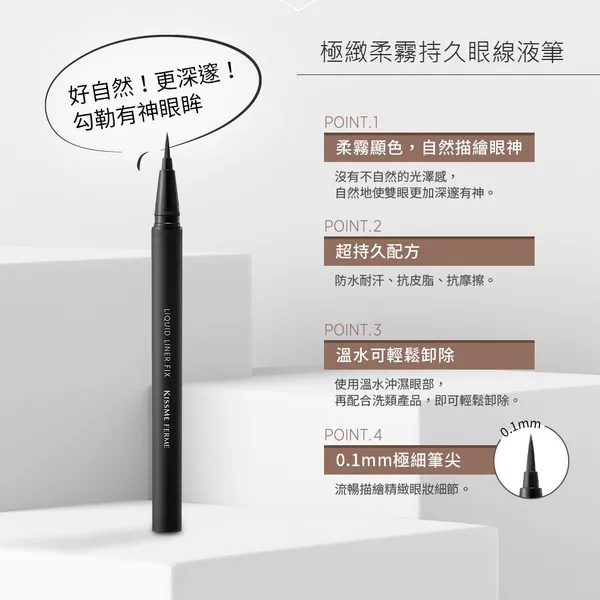 好自然！更深邃！
勾勒有神眼眸
極緻柔霧持久眼線液筆
POINT.1
柔霧顯色，自然描繪眼神
沒有不自然的光澤感，
自然地使雙眼更加深邃有神。
POINT.2
超持久配方
防水耐汗、抗皮脂、抗摩擦。
POINT.3
溫水可輕鬆卸除
使用溫水沖濕眼部，
再配合洗類產品，即可輕鬆卸除。
POINT.4
0.1mm極細筆尖
0.1mm
流暢描繪精緻眼妝細節。
LIQUID LINER FIX KISSME FERME